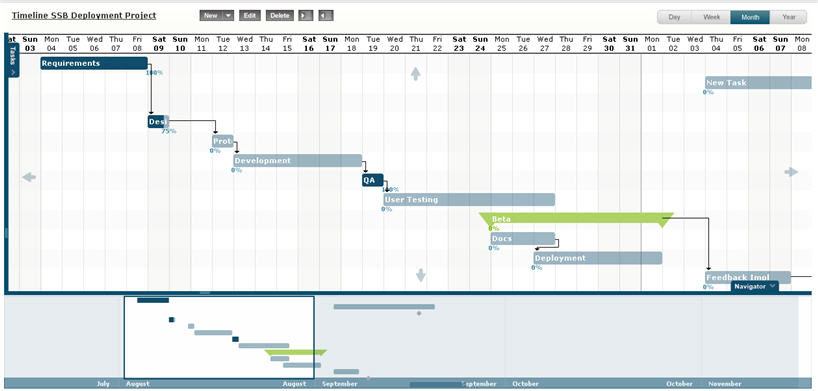 Timeline SSB Deployment Project New Edit Delete Day Week Month Year
Sun Mon Tue Wed Thu Fri Sat Sun Mon Tue Wed Thu Fri Sat Sun Mon Tue Wed Thu Fri Sat Sun Mon Tue Wed Thu Fri Sat Sun Mon Tue Wed Thu Fri Sat Sun Mon
03 04 05 06 07 08 09 10 11 12 13 14 15 16 17 18 19 20 21 22 23 24 25 26 27 28 29 30 31 01 02 03 04 05 06 07 08
Tasks
Requirements
100%
New Task
0%
Desi
75%
Prot
0%
Development
0%
QA
User Testing
0%
Beta
0%
Docs
0%
Deployment
0%
Feedback Impl
0%
Navigator
July August August September September October October November